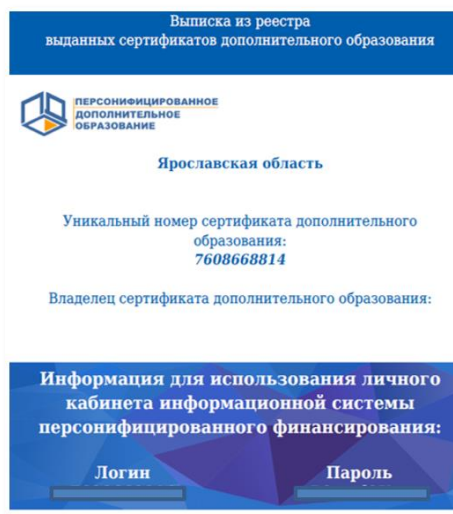 Выписка из реестра
выданных сертификатов дополнительного образования
ПЕРСОНИФИЦИРОВАННОЕ
ДОПОЛНИТЕЛЬНОЕ
ОБРАЗОВАНИЕ
Ярославская область
Уникальный номер сертификата дополнительного
образования:
7608668814
Владелец сертификата дополнительного образования:
Информация для использования личного
кабинета информационной системы
персонифицированного финансирования:
Логин Пароль